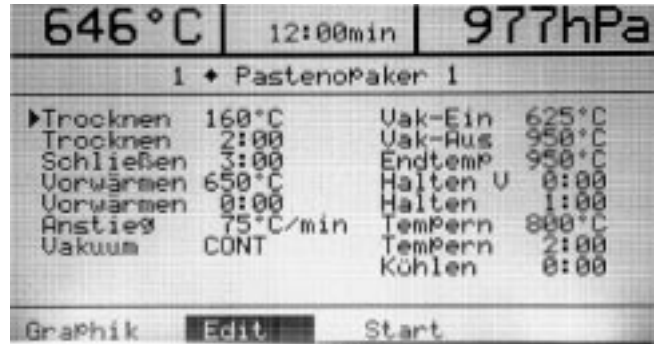 646°C 12:00min 977hPa
1 ◆ Pastenopaker 1
▶Trocknen 160°C Vak-Ein 625°C
Trocknen 2:00 Vak-Aus 950°C
Schließen 3:00 Endtemp 950°C
Vorwärmen 650°C Halten V 0:00
Vorwärmen 0:00 Halten 1:00
Anstieg 75°C/min Tempern 800°C
Vakuum CONT Tempern 2:00
Kühlen 0:00
Graphik Edit Start